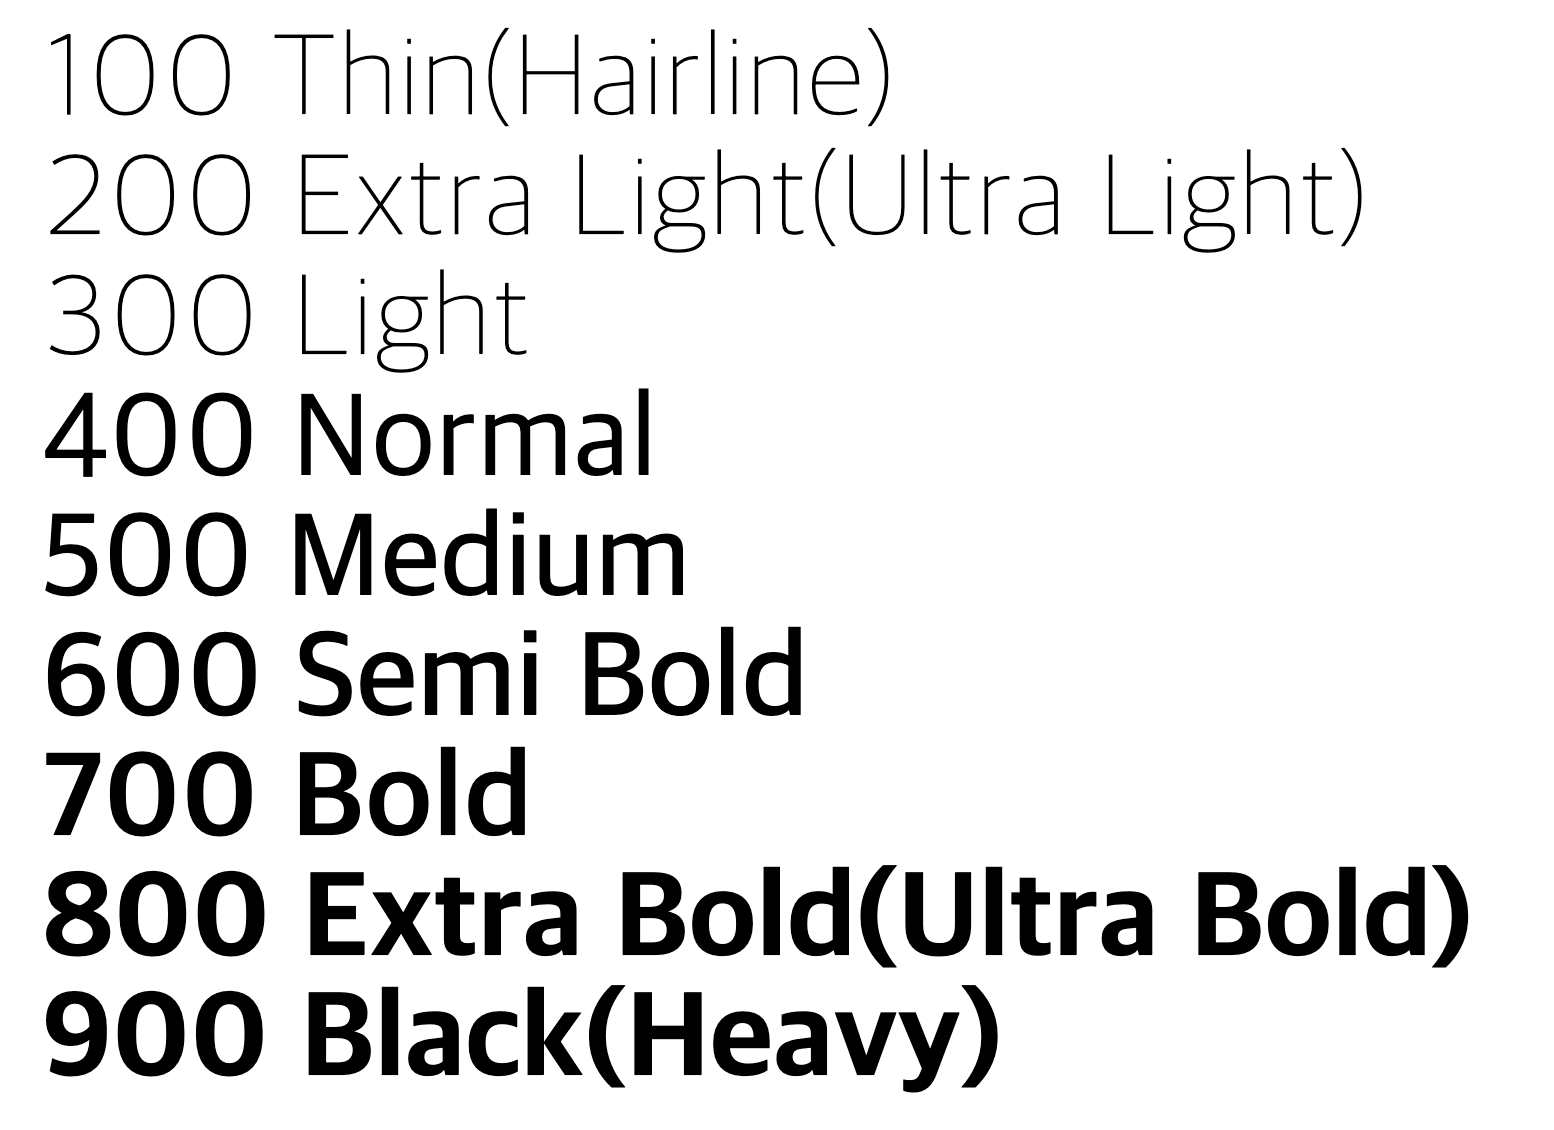 100 Thin(Hairline)
200 Extra Light(Ultra Light)
300 Light
400 Normal
500 Medium
600 Semi Bold
700 Bold
800 Extra Bold(Ultra Bold)
900 Black(Heavy)